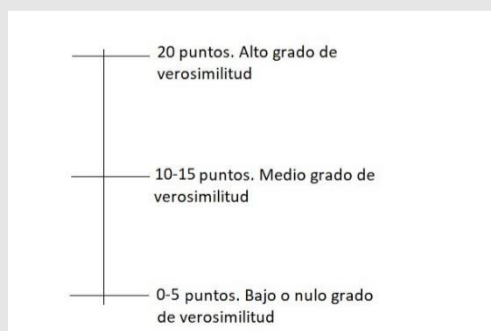 20 puntos. Alto grado de
verosimilitud
10-15 puntos. Medio grado de
verosimilitud
0-5 puntos. Bajo o nulo grado
de verosimilitud